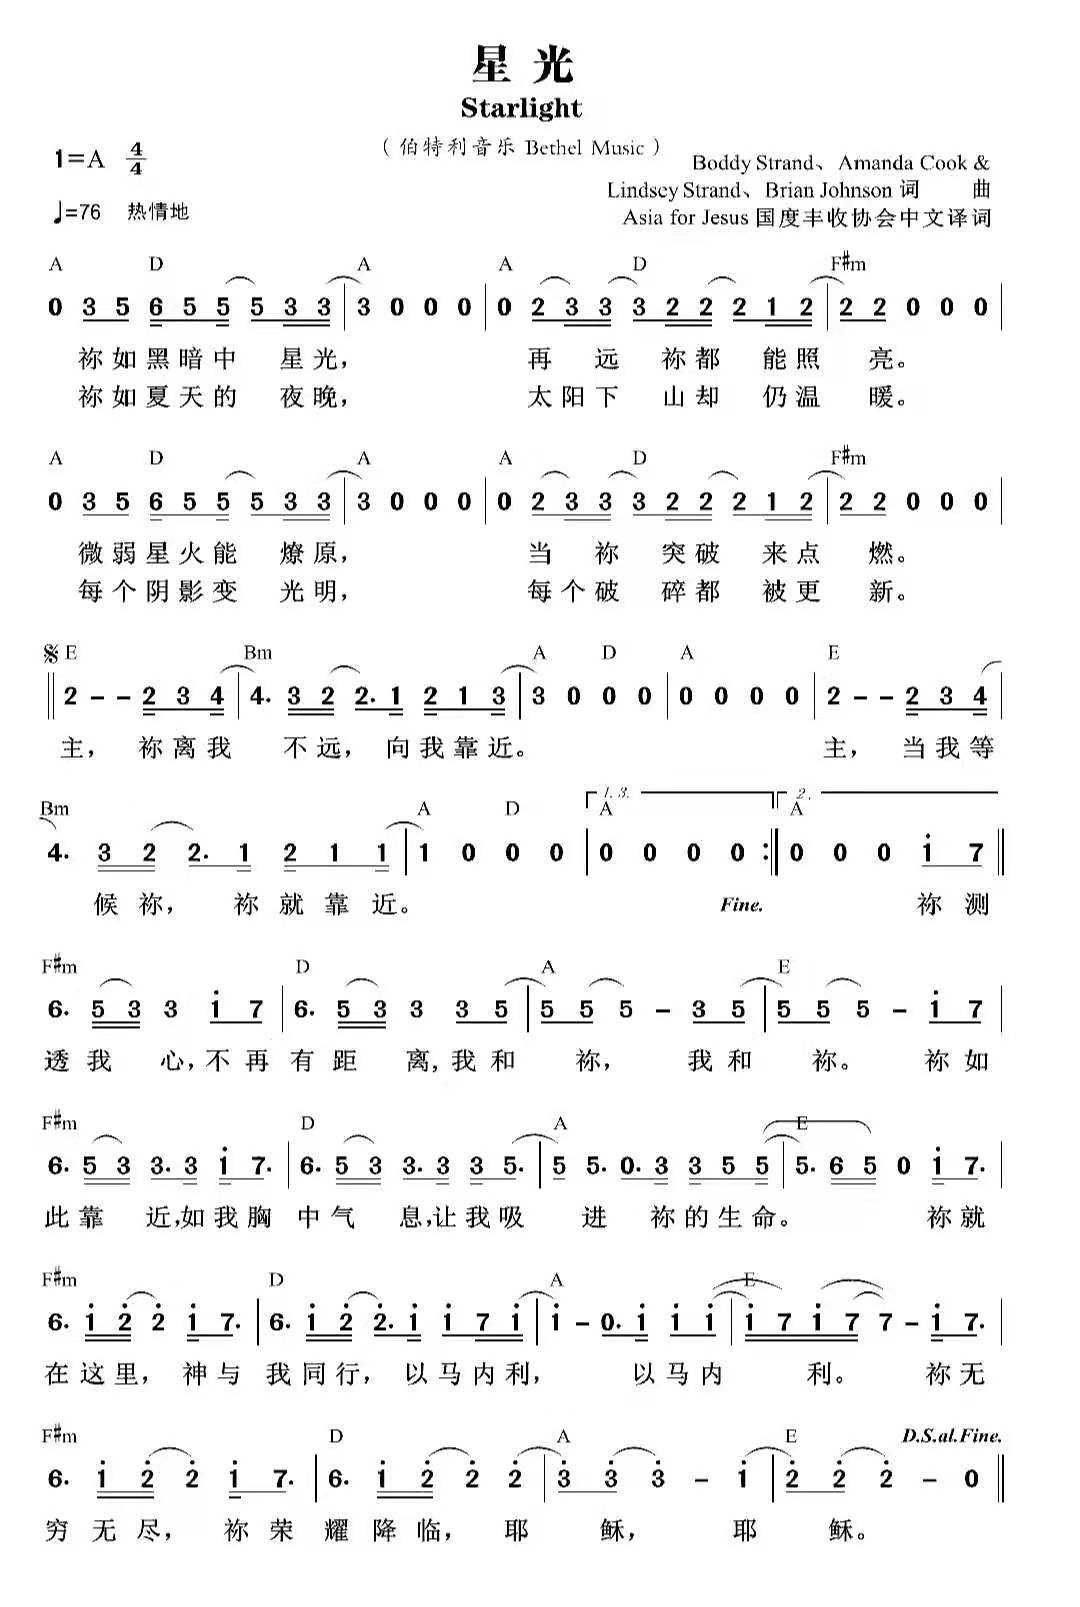 星光
Starlight
（伯特利音乐 Bethel Music）
1=A 4/4
Boddy Strand、Amanda Cook &
Lindsey Strand、Brian Johnson 词 曲
♩=76 热情地
Asia for Jesus 国度丰收协会中文译词
A D A A D F#m
0 3 5 6 5 5 5 3 3 | 3 0 0 0 | 0 2 3 3 3 2 2 2 1 2 | 2 2 0 0 0 |
祢如黑暗中 星光， 再 远 祢都 能照 亮。
祢如夏天的 夜晚， 太阳下 山却 仍温 暖。
A D A A D F#m
0 3 5 6 5 5 5 3 3 | 3 0 0 0 | 0 2 3 3 3 2 2 2 1 2 | 2 2 0 0 0 |
微弱星火能 燎原， 当 祢 突破 来点 燃。
每个阴影变 光明， 每个破 碎都 被更 新。
E Bm A D A E
2 - - 2 3 4 | 4. 3 2 2. 1 2 1 3 | 3 0 0 0 | 0 0 0 0 | 2 - - 2 3 4
主， 祢离我 不远， 向我靠近。 主， 当我等
Bm A D 1. 3. A 2. A
4. 3 2 2. 1 2 1 1 | 1 0 0 0 | 0 0 0 0 :| 0 0 0 i 7 ||
候祢， 祢就靠近。 Fine. 祢测
F#m D A E
6. 5 3 3 i 7 | 6. 5 3 3 3 5 | 5 5 5 - 3 5 | 5 5 5 - i 7 |
透我 心，不再有距 离，我和 祢， 我和 祢。 祢如
F#m D A E
6. 5 3 3. 3 i 7. | 6. 5 3 3. 3 3 5. | 5 5. 0. 3 3 5 5 | 5. 6 5 0 i 7. |
此靠 近，如我胸 中气 息，让我吸 进 祢的生命。 祢就
F#m D A E
6. i 2 2 i 7. | 6. i 2 2. i i 7 i | i - 0. i i i | i 7 i 7 7 - i 7. |
在这里， 神与 我同行， 以马内利， 以马内 利。 祢无
F#m D A E D.S.al.Fine.
6. i 2 2 i 7. | 6. i 2 2 2 | 3 3 3 - i | 2 2 2 - 0 ||
穷无尽， 祢荣 耀降临， 耶 稣， 耶 稣。